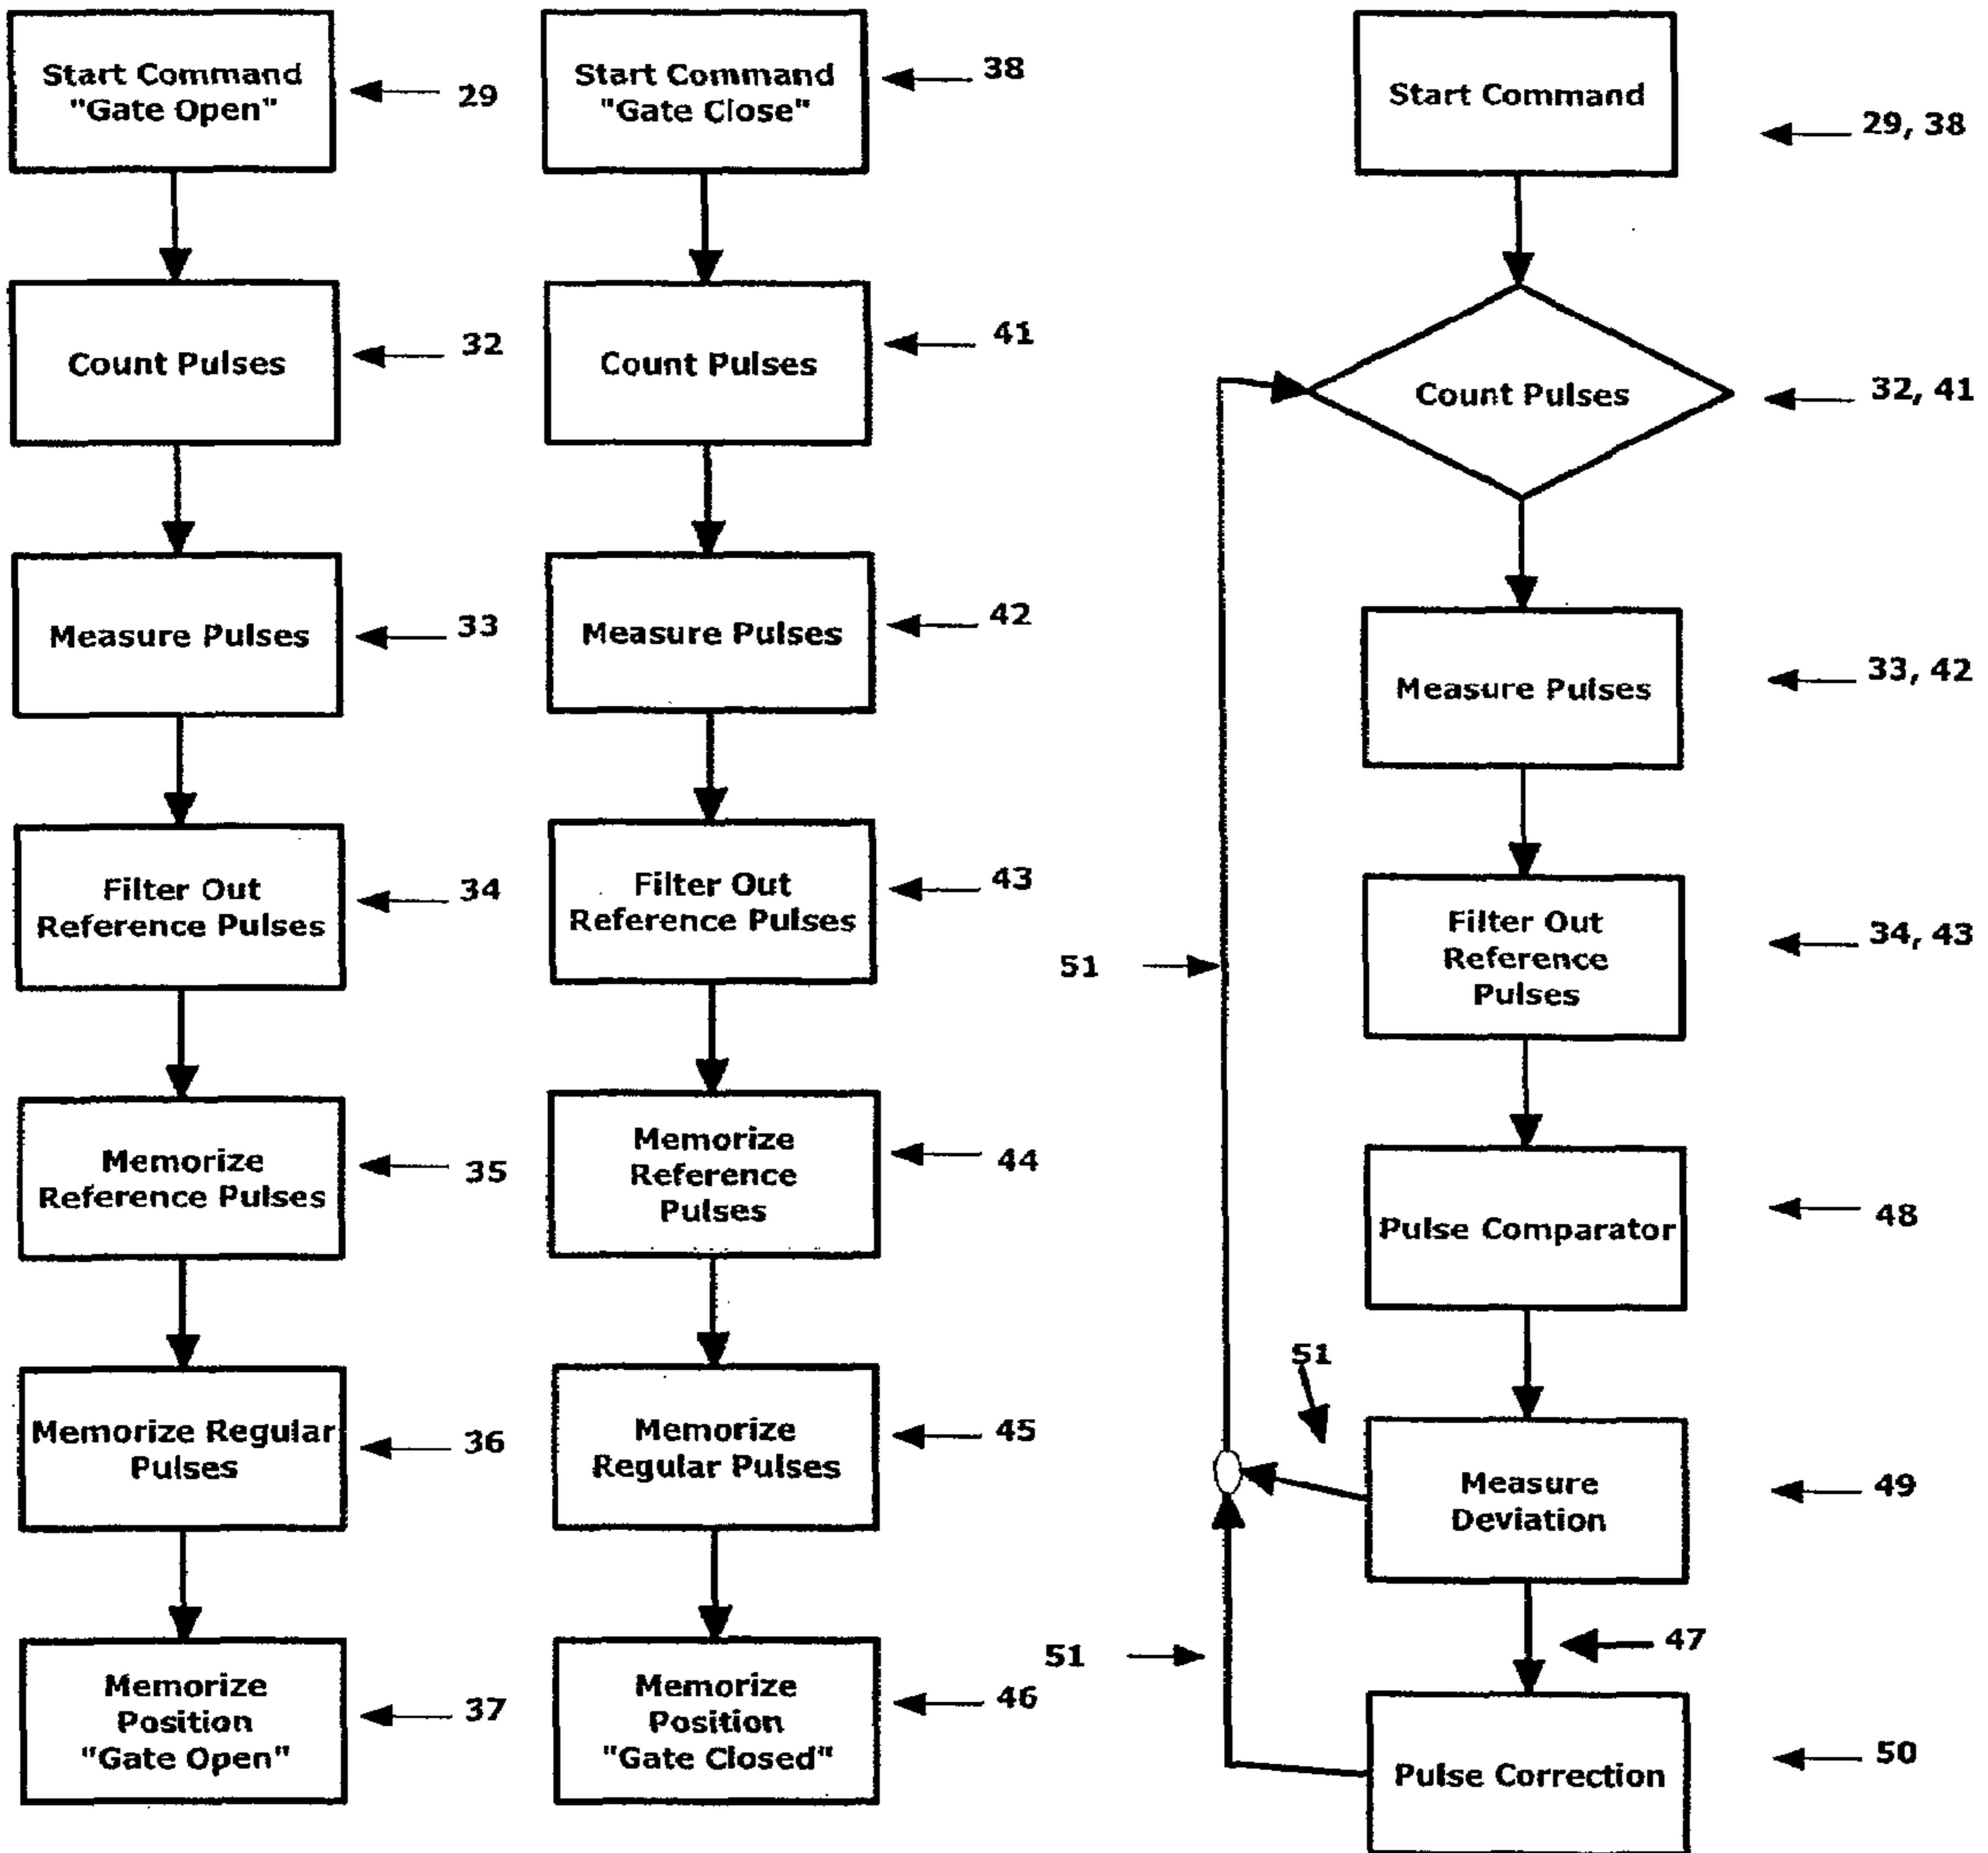 Start Command
"Gate Open"
29
Count Pulses
32
Measure Pulses
33
Filter Out
Reference Pulses
34
Memorize
Reference Pulses
35
Memorize Regular
Pulses
36
Memorize
Position
"Gate Open"
37
Start Command
"Gate Close"
38
Count Pulses
41
Measure Pulses
42
Filter Out
Reference Pulses
43
Memorize
Reference
Pulses
44
Memorize
Regular Pulses
45
Memorize
Position
"Gate Closed"
46
Start Command
29, 38
Count Pulses
32, 41
Measure Pulses
33, 42
Filter Out
Reference
Pulses
34, 43
51
Pulse Comparator
48
51
Measure
Deviation
49
47
51
Pulse Correction
50